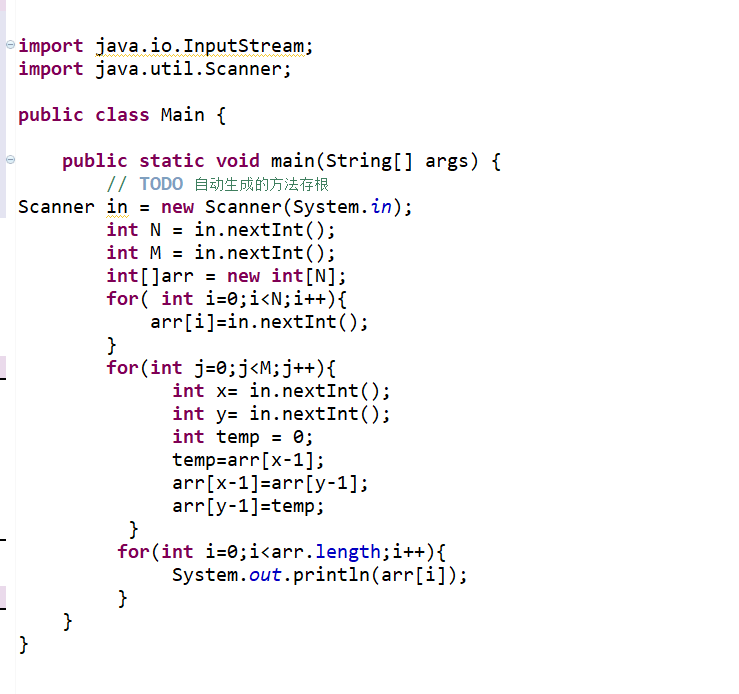 import java.io.InputStream;
import java.util.Scanner;
public class Main {
public static void main(String[] args) {
// TODO 自动生成的方法存根
Scanner in = new Scanner(System.in);
int N = in.nextInt();
int M = in.nextInt();
int[]arr = new int[N];
for( int i=0;i<N;i++){
arr[i]=in.nextInt();
}
for(int j=0;j<M;j++){
int x= in.nextInt();
int y= in.nextInt();
int temp = 0;
temp=arr[x-1];
arr[x-1]=arr[y-1];
arr[y-1]=temp;
}
for(int i=0;i<arr.length;i++){
System.out.println(arr[i]);
}
}
}